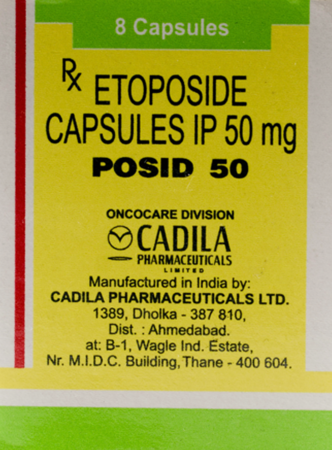 8 Capsules
Rx ETOPOSIDE
CAPSULES IP 50 mg
POSID 50
ONCOCARE DIVISION
CADILA
PHARMACEUTICALS
LIMITED
Manufactured in India by:
CADILA PHARMACEUTICALS LTD.
1389, Dholka - 387 810,
Dist. : Ahmedabad.
at: B-1, Wagle Ind. Estate,
Nr. M.I.D.C. Building, Thane - 400 604.